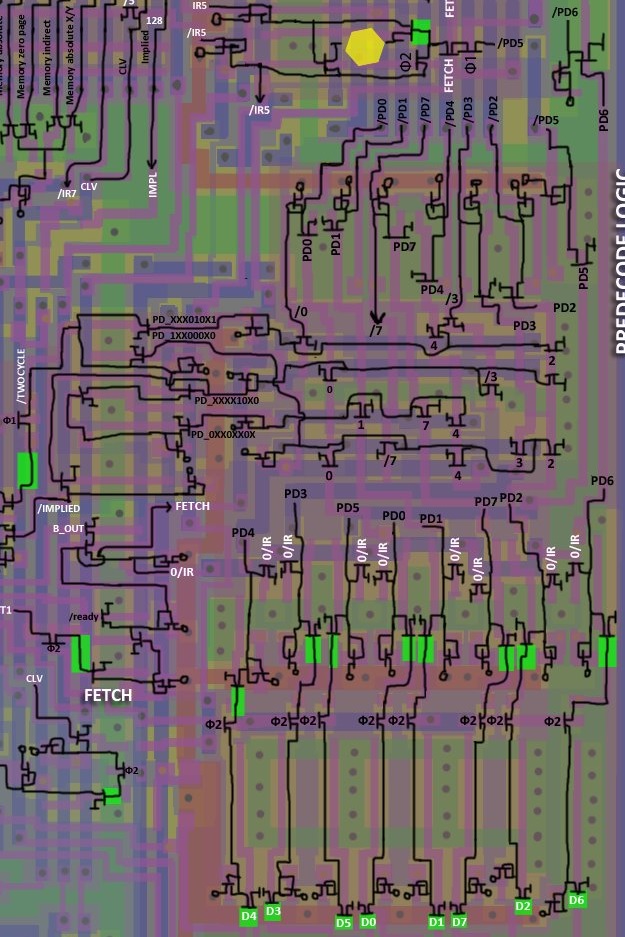 Memory absolute
Memory zero page
Memory indirect
Memory absolute X/Y
/3
128
CLV
Implied
IR5
/IR5
/IR5
Φ2
FETCH
Φ1
/PD5
/PD6
PD6
/PD0
/PD1
/PD7
/PD4
/PD3
/PD2
/PD5
/IR7
CLV
IMPL
PD0
PD1
PD7
PD4
PD5
PD2
PD3
/0
/7
/3
4
2
PREDECODE LOGIC
PD_XXX010X1
PD_1XX000X0
PD_XXXX10X0
PD_0XX0XX0X
0
/3
1
7
4
0
/7
4
3
2
/TWOCYCLE
Φ1
/IMPLIED
FETCH
B_OUT
0/IR
T1
/ready
Φ2
FETCH
CLV
Φ2
PD4
PD3
PD5
PD0
PD1
PD7
PD2
PD6
0/IR
0/IR
0/IR
0/IR
0/IR
0/IR
0/IR
0/IR
Φ2
Φ2
Φ2
Φ2
Φ2
Φ2
Φ2
Φ2
D4
D3
D5
D0
D1
D7
D2
D6